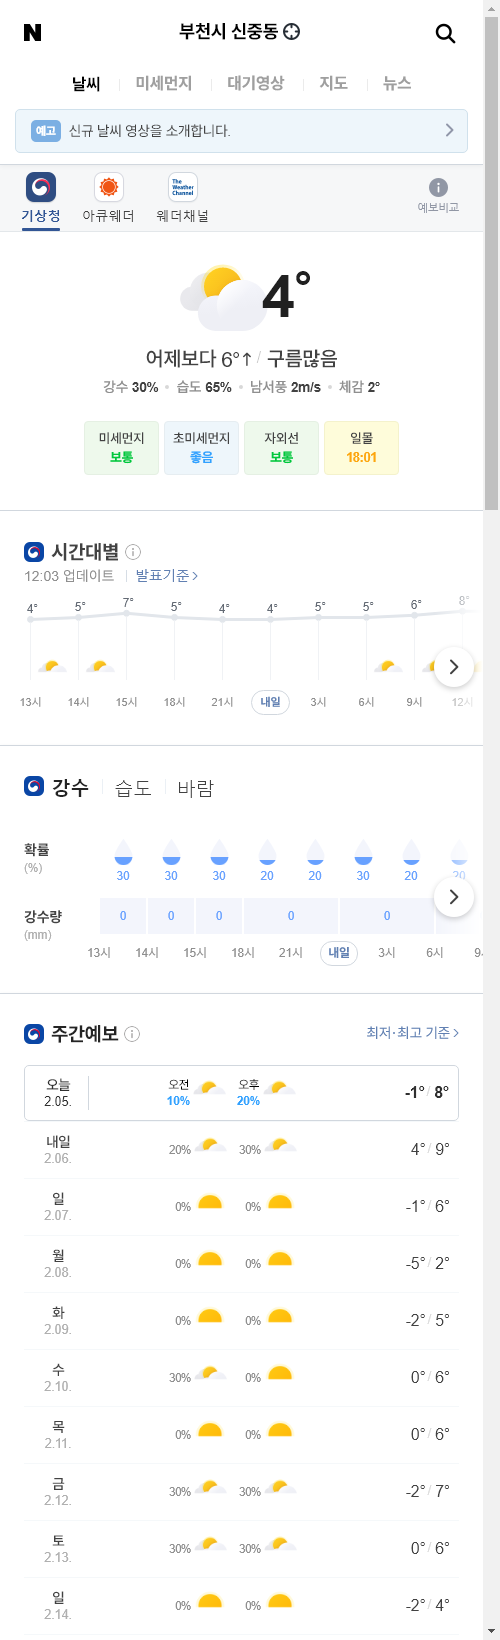 N
부천시 신중동
날씨 미세먼지 대기영상 지도 뉴스
예고 신규 날씨 영상을 소개합니다.
The Weather Channel
기상청 아큐웨더 웨더채널 예보비교
4°
어제보다 6°↑ / 구름많음
강수 30% 습도 65% 남서풍 2m/s 체감 2°
미세먼지 초미세먼지 자외선 일몰
보통 좋음 보통 18:01
시간대별
12:03 업데이트 발표기준 >
4° 5° 7° 5° 4° 4° 5° 5° 6° 8°
13시 14시 15시 18시 21시 내일 3시 6시 9시 12시
강수 습도 바람
확률
(%)
30 30 30 20 20 30 20 20
강수량
(mm)
0 0 0 0 0
13시 14시 15시 18시 21시 내일 3시 6시 9
주간예보 최저·최고 기준 >
오늘 오전 오후
2.05. 10% 20% -1° / 8°
내일
2.06. 20% 30% 4° / 9°
일
2.07. 0% 0% -1° / 6°
월
2.08. 0% 0% -5° / 2°
화
2.09. 0% 0% -2° / 5°
수
2.10. 30% 0% 0° / 6°
목
2.11. 0% 0% 0° / 6°
금
2.12. 30% 30% -2° / 7°
토
2.13. 30% 30% 0° / 6°
일
2.14. 0% 0% -2° / 4°